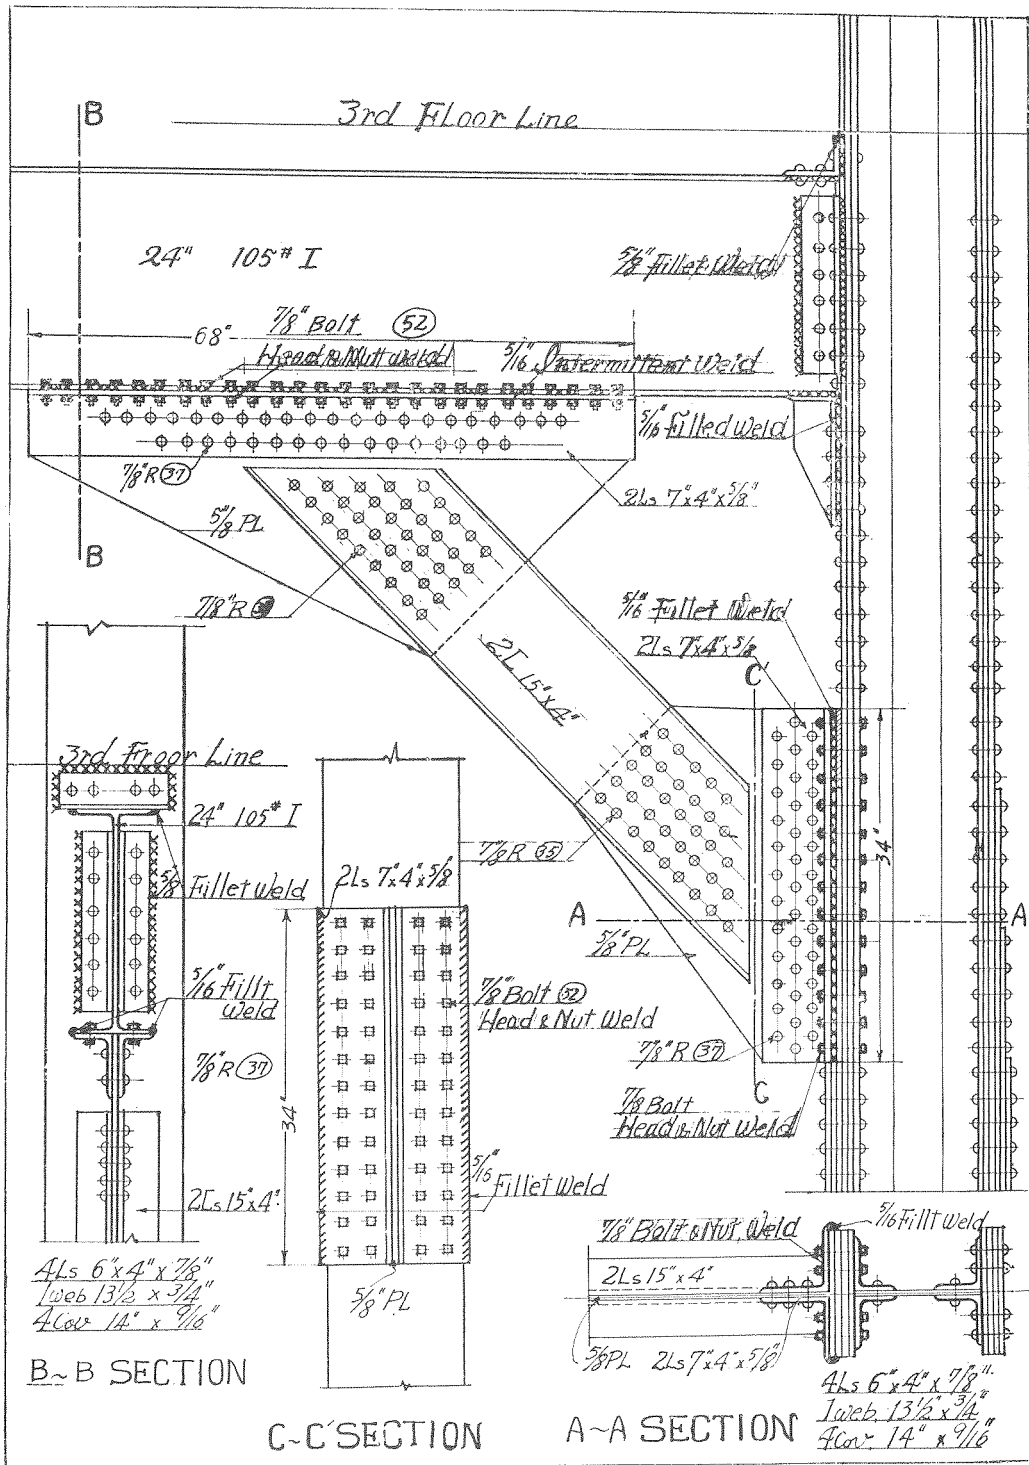 B
3rd Floor Line
24" 105# I
5/8" Fillet Weld
68"
7/8" Bolt (52)
Head & Nut weld
5/16" Intermittent Weld
5/16" Filled Weld
7/8" R (37)
2Ls 7"x4"x5/8"
5/8" PL
B
7/8" R
5/16" Fillet Weld
2Ls 7"x4"x5/8
2[ 15"x4"
C'
3rd Froor Line
24" 105# I
7/8 R (35)
34"
2Ls 7"x4"x5/8
5/8" Fillet Weld
A
A
5/8" PL
5/16" Fillt
Weld
7/8" Bolt (52)
Head & Nut Weld
7/8" R (37)
7/8" R (37)
34"
C
7/8 Bolt
Head & Nut Weld
5/16" Fillet Weld
2[s 15"x4"
7/8" Bolt & Nut Weld
5/16 Fillt Weld
2Ls 15"x4"
4Ls 6"x4"x7/8"
1 web 13 1/2 x 3/4"
4 Cov 14" x 9/16"
5/8" PL
5/8 PL 2Ls 7"x4"x5/8"
B~B SECTION
C~C' SECTION
A~A SECTION
4Ls 6"x4"x7/8"
1 web 13 1/2" x 3/4"
4 Cov. 14" x 9/16"